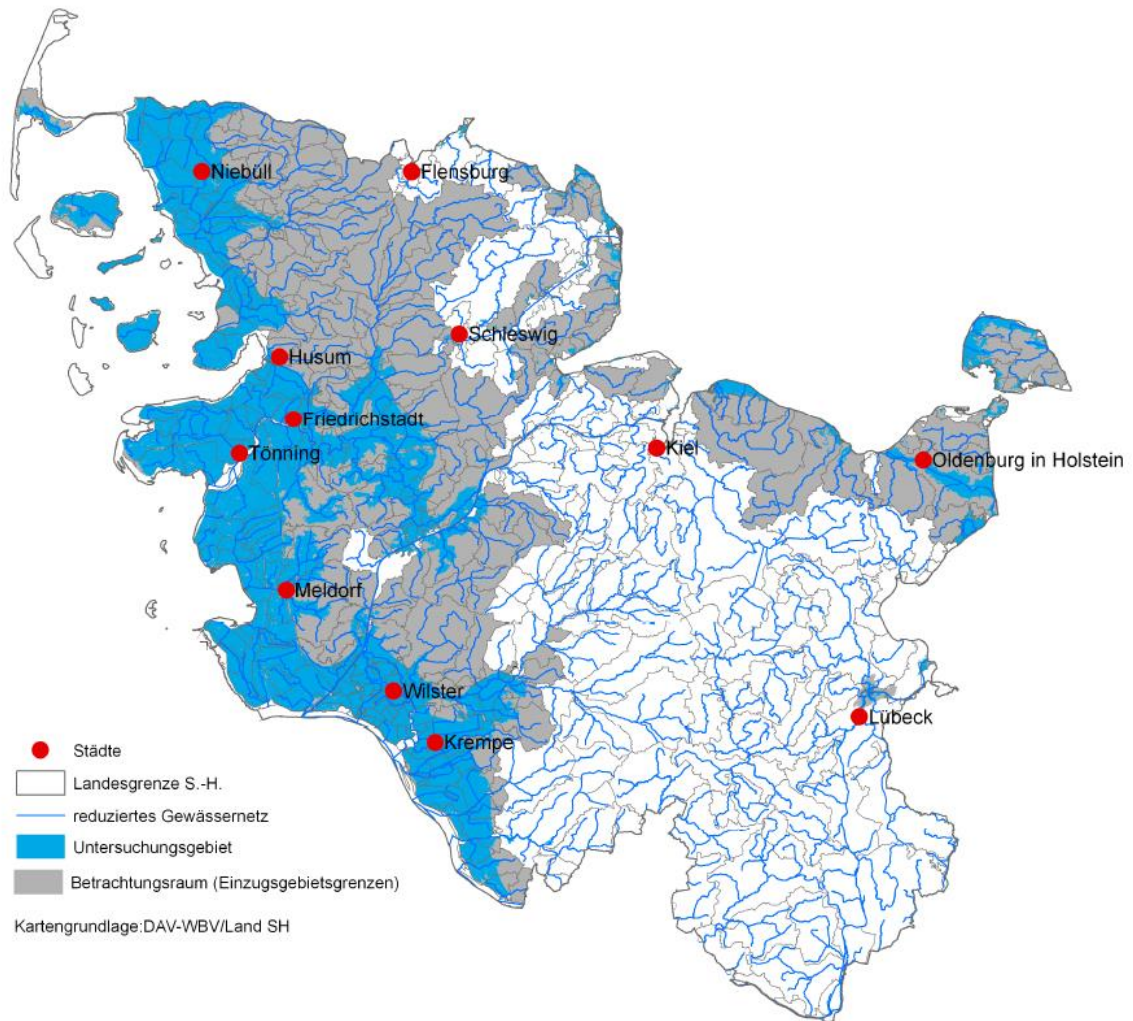 Niebüll
Flensburg
Schleswig
Husum
Friedrichstadt
Tönning
Kiel
Oldenburg in Holstein
Meldorf
Wilster
Lübeck
Krempe
Städte
Landesgrenze S.-H.
reduziertes Gewässernetz
Untersuchungsgebiet
Betrachtungsraum (Einzugsgebietsgrenzen)
Kartengrundlage:DAV-WBV/Land SH